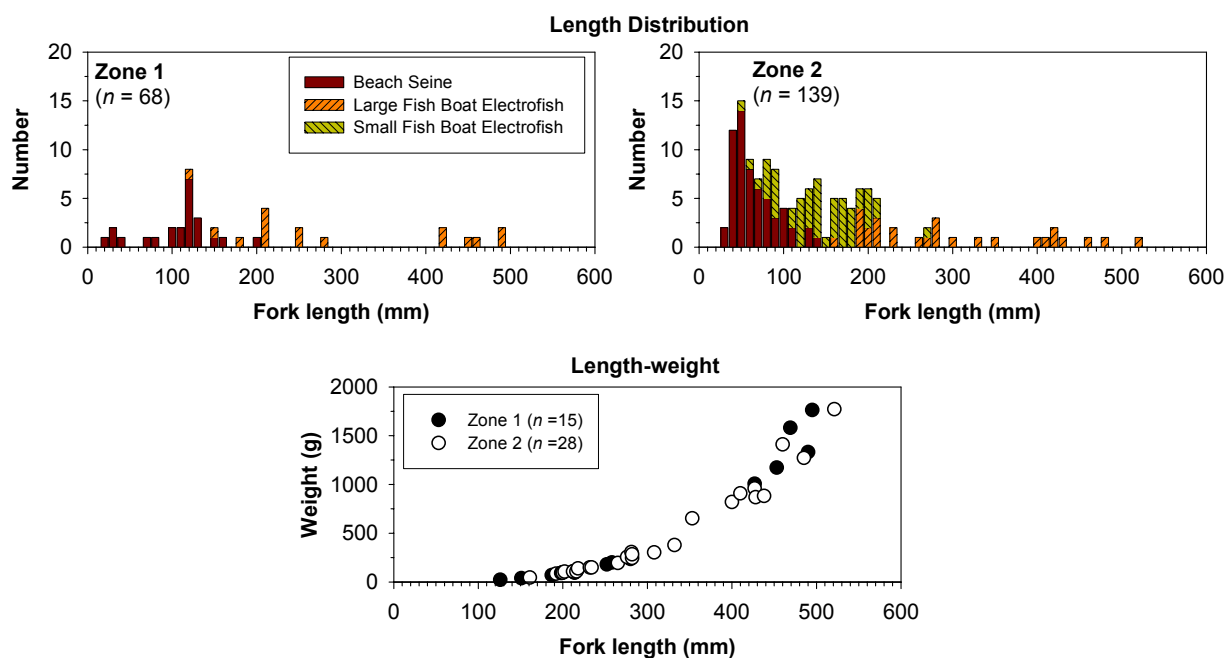 Length Distribution
Zone 1
(n = 68)
Beach Seine
Large Fish Boat Electrofish
Small Fish Boat Electrofish
Number
20
15
10
5
0
0 100 200 300 400 500 600
Fork length (mm)
Zone 2
(n = 139)
Number
20
15
10
5
0
0 100 200 300 400 500 600
Fork length (mm)
Length-weight
Zone 1 (n =15)
Zone 2 (n =28)
Weight (g)
2000
1500
1000
500
0
0 100 200 300 400 500 600
Fork length (mm)